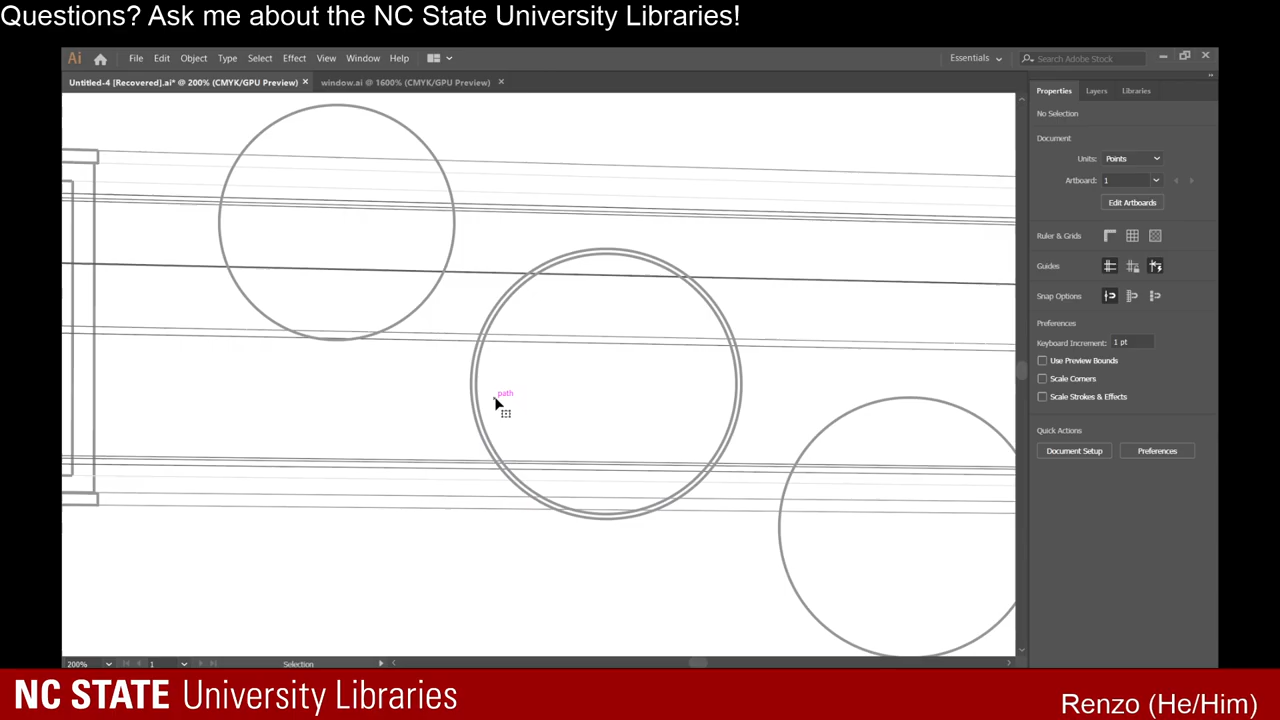 Questions? Ask me about the NC State University Libraries!
Ai File Edit Object Type Select Effect View Window Help Essentials Search Adobe Stock
Untitled-4 [Recovered].ai* @ 200% (CMYK/GPU Preview) × window.ai @ 1600% (CMYK/GPU Preview) ×
Properties Layers Libraries
No Selection
Document
Units: Points
Artboard: 1
Edit Artboards
Ruler & Grids
Guides
Snap Options
Preferences
Keyboard Increment: 1 pt
Use Preview Bounds
Scale Corners
Scale Strokes & Effects
Quick Actions
Document Setup Preferences
path
200% 1 Selection
NC STATE University Libraries
Renzo (He/Him)